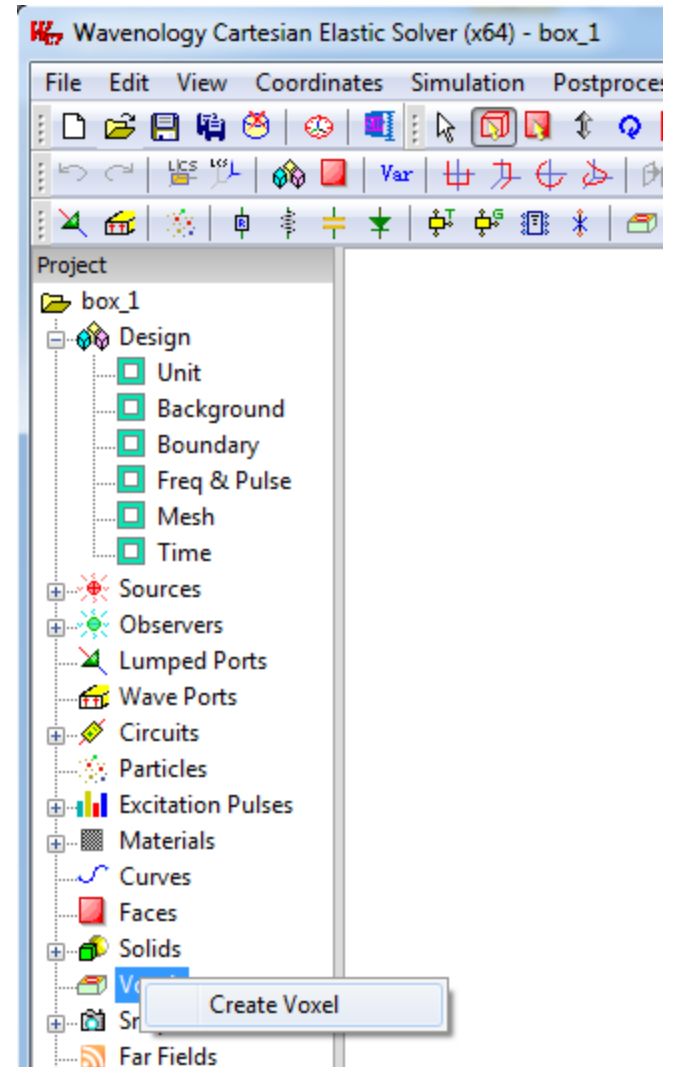 Wavenology Cartesian Elastic Solver (x64) - box_1
File Edit View Coordinates Simulation Postproces
UCS LCS Var
R T G
Project
box_1
Design
Unit
Background
Boundary
Freq & Pulse
Mesh
Time
Sources
Observers
Lumped Ports
Wave Ports
Circuits
Particles
Excitation Pulses
Materials
Curves
Faces
Solids
Create Voxel
Far Fields